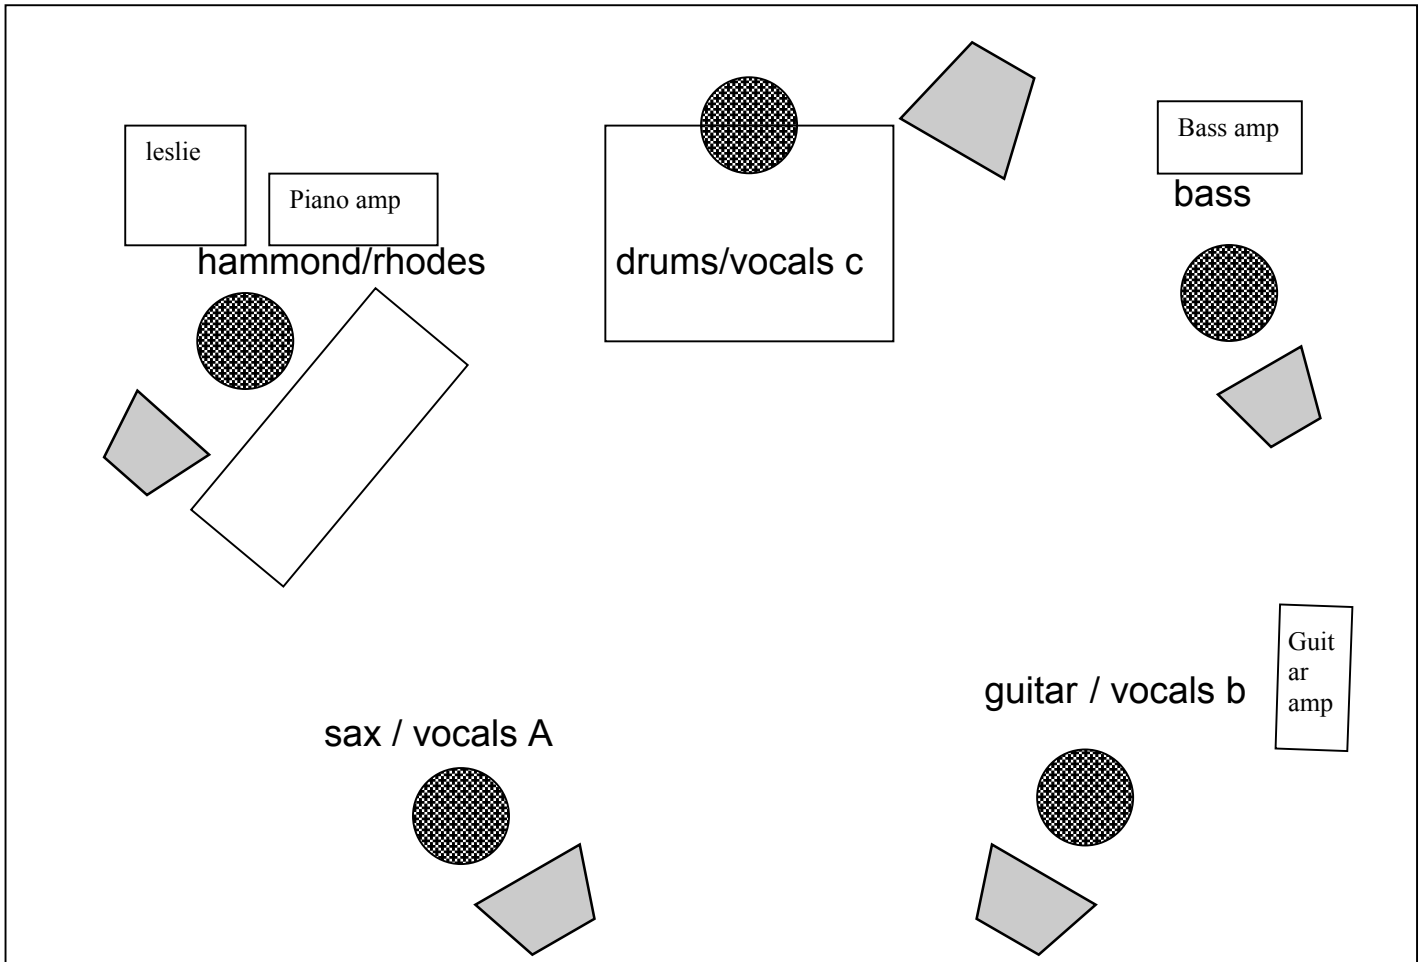 leslie
Piano amp
hammond/rhodes
drums/vocals c
Bass amp
bass
guitar / vocals b
Guit
ar
amp
sax / vocals A